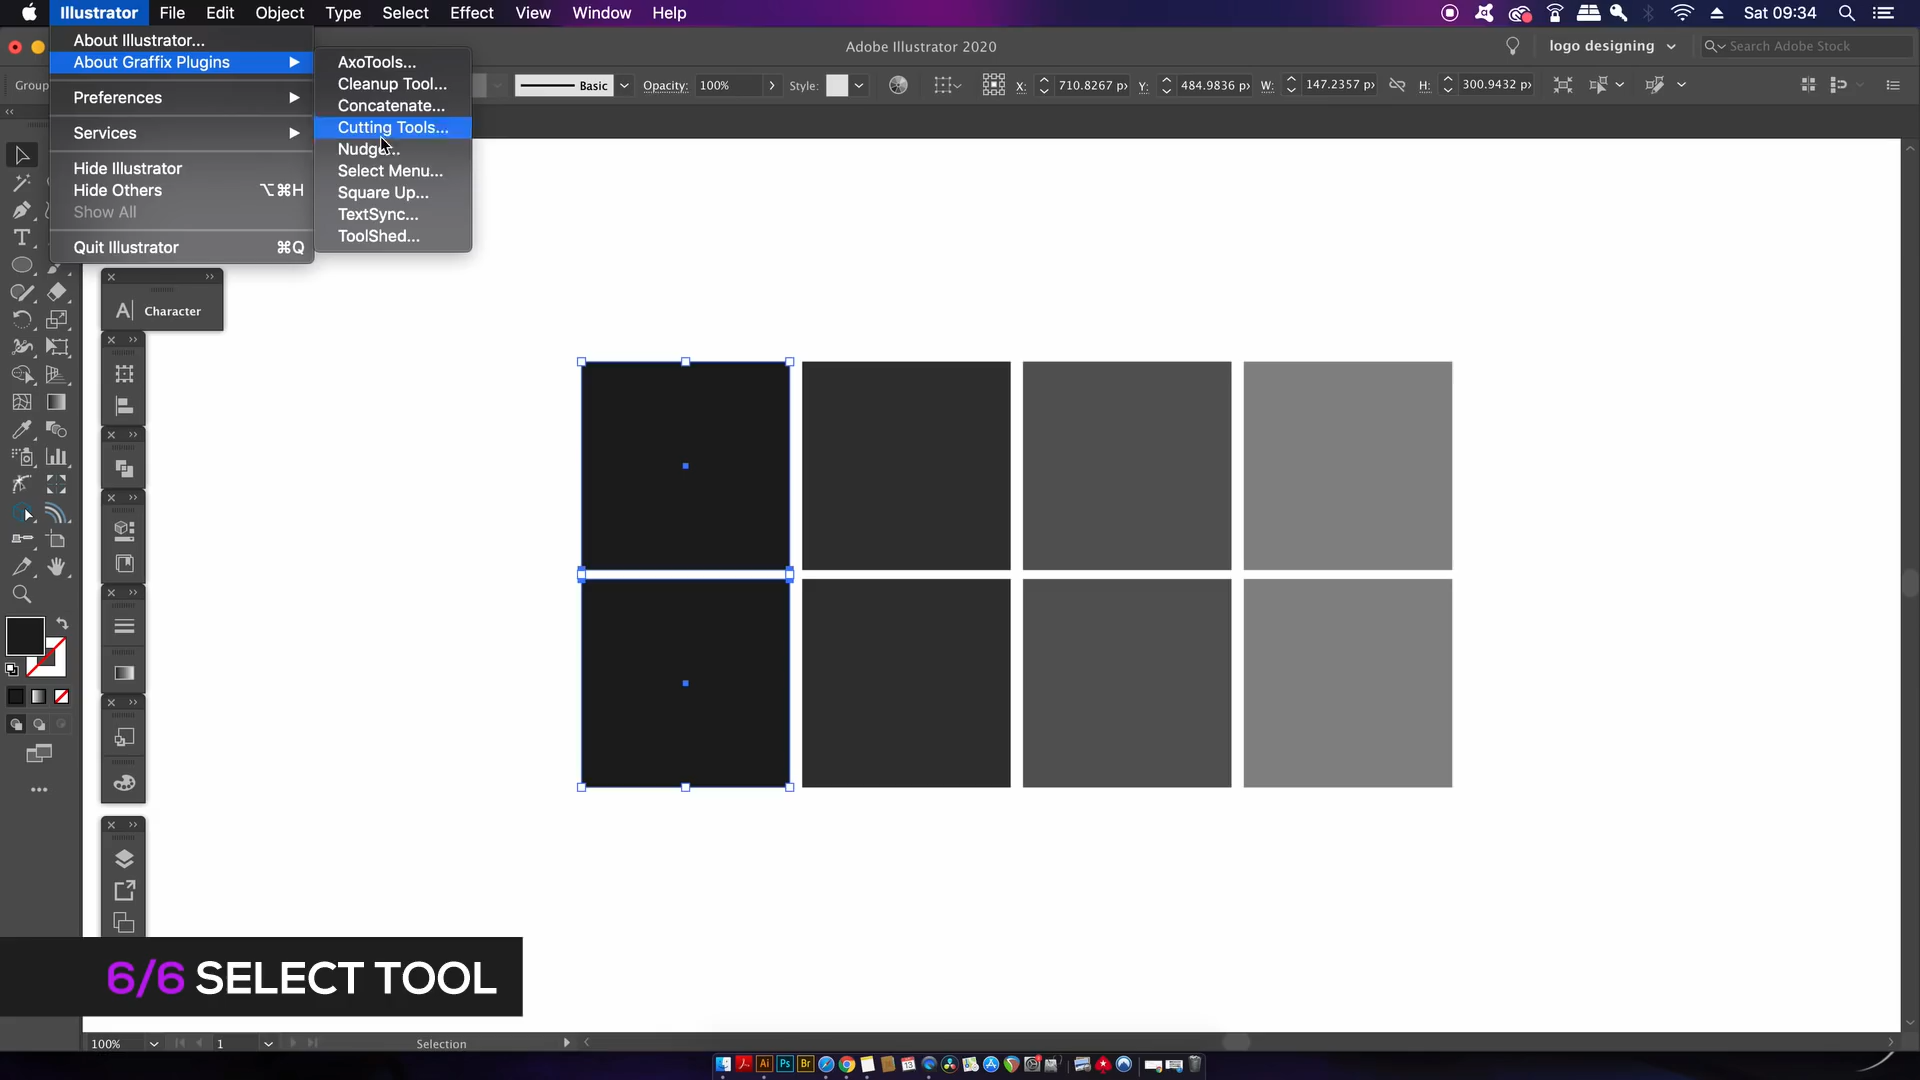 Illustrator File Edit Object Type Select Effect View Window Help Sat 09:34
About Illustrator...
Adobe Illustrator 2020
logo designing
Search Adobe Stock
About Graffix Plugins
Preferences
Services
Hide Illustrator
Hide Others ⌥⌘H
Show All
Quit Illustrator ⌘Q
AxoTools...
Cleanup Tool...
Concatenate...
Cutting Tools...
Select Menu...
Square Up...
TextSync...
ToolShed...
Group
Basic Opacity: 100% Style: X: 710.8267 p Y: 484.9836 p W: 147.2357 p H: 300.9432 p
A Character
6/6 SELECT TOOL
100% 1 Selection
Ai Ps Br